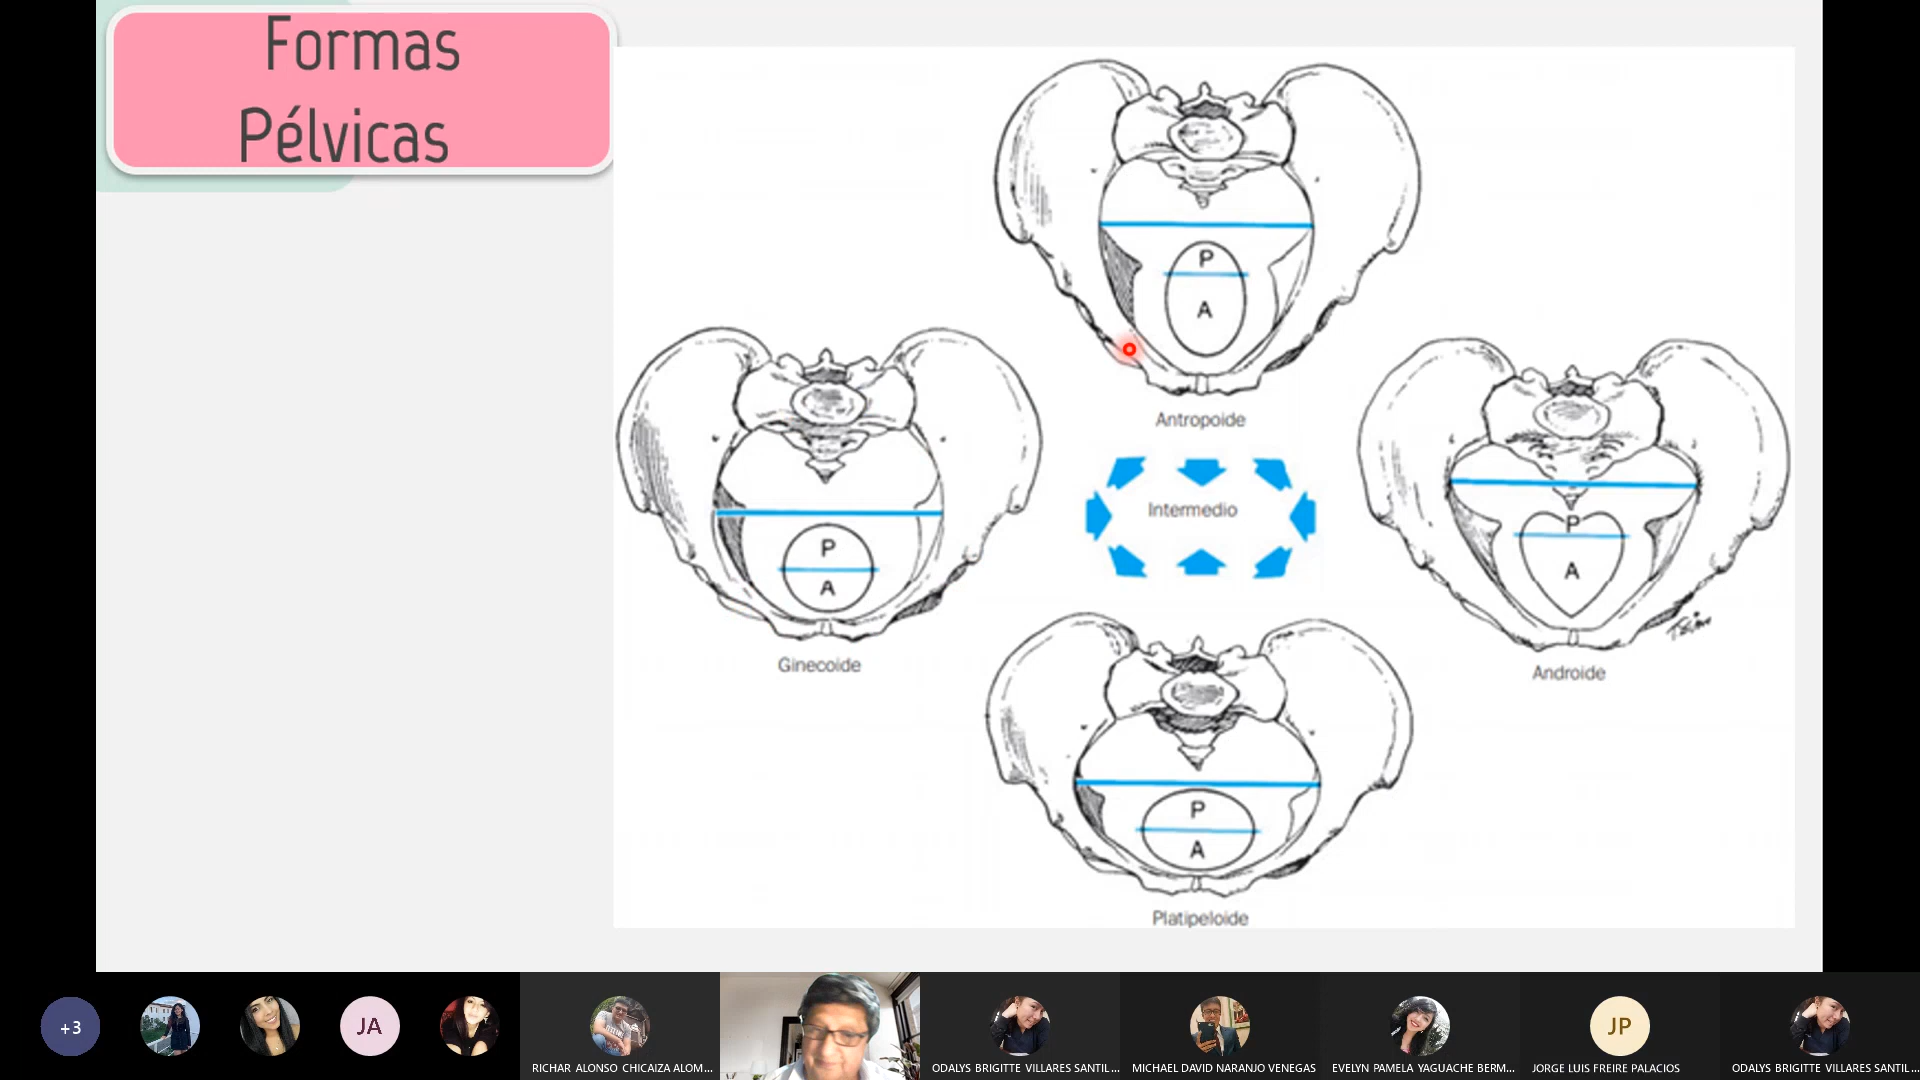 Formas
Pélvicas
P
A
Antropoide
Intermedio
P
A
Ginecoide
P
A
Androide
P
A
Platipeloide
+3
JA
RICHAR ALONSO CHICAIZA ALOM...
ODALYS BRIGITTE VILLARES SANTIL...
MICHAEL DAVID NARANJO VENEGAS
EVELYN PAMELA YAGUACHE BERM...
JP
JORGE LUIS FREIRE PALACIOS
ODALYS BRIGITTE VILLARES SANTIL...